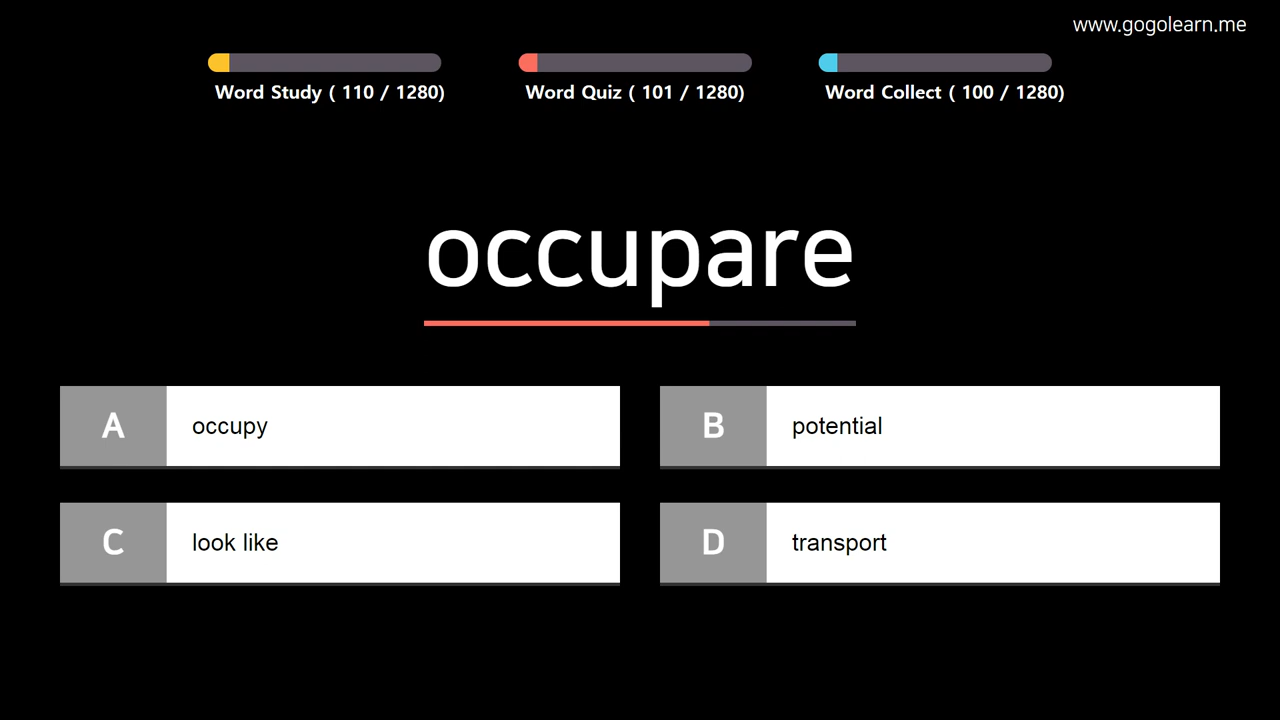 www.gogolearn.me
Word Study ( 110 / 1280)
Word Quiz ( 101 / 1280)
Word Collect ( 100 / 1280)
occupare
A occupy
B potential
C look like
D transport